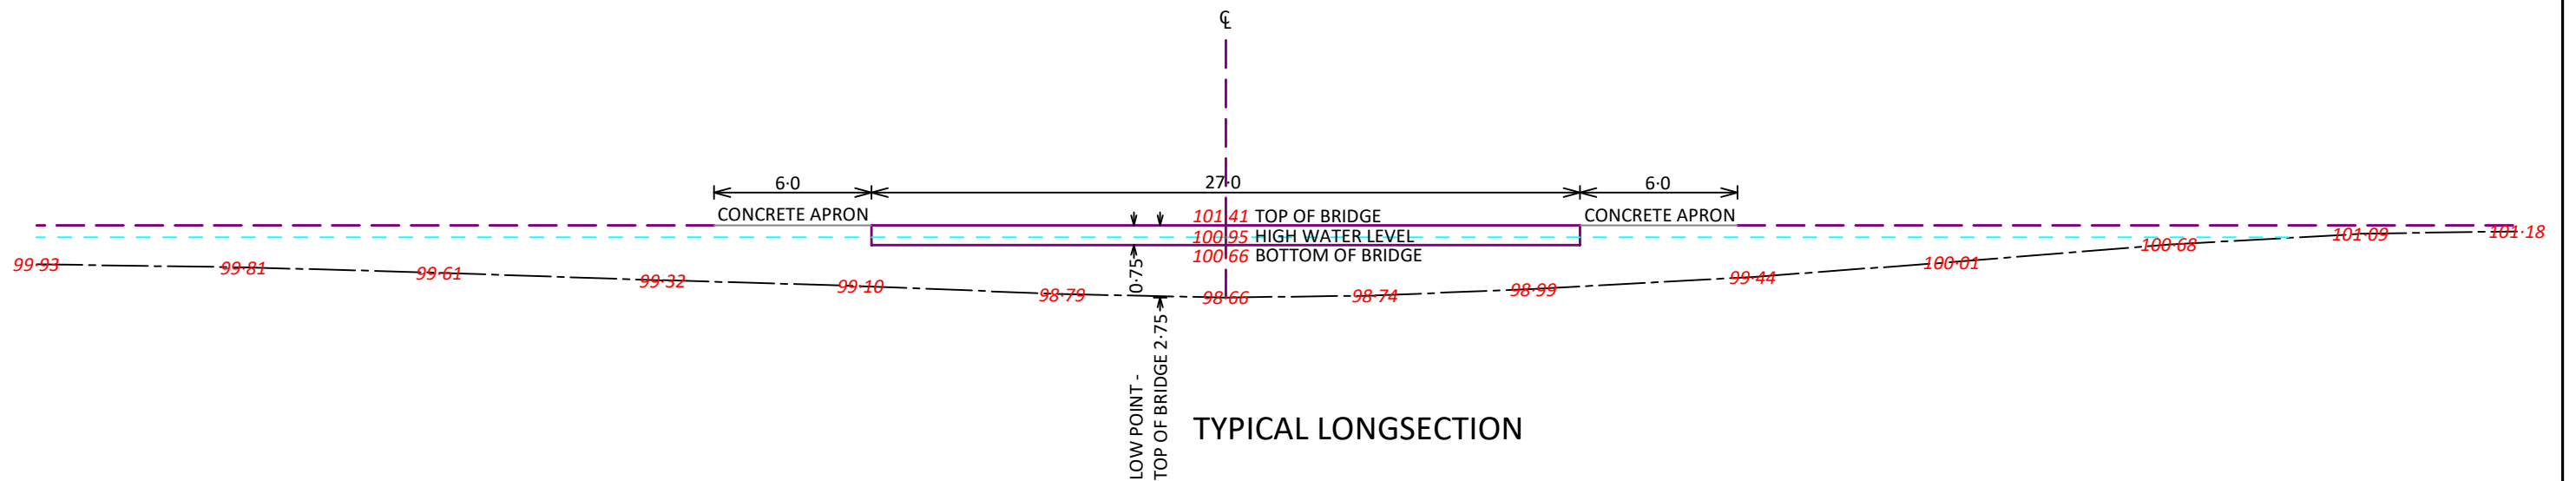 ℄
6·0
27·0
6·0
CONCRETE APRON
101·41 TOP OF BRIDGE
CONCRETE APRON
100·95 HIGH WATER LEVEL
100·66 BOTTOM OF BRIDGE
99·93
99·81
99·61
99·32
99·10
98·79
98·66
98·74
98·99
99·44
100·01
100·68
101·09
101·18
0·75
LOW POINT -
TOP OF BRIDGE 2·75
TYPICAL LONGSECTION